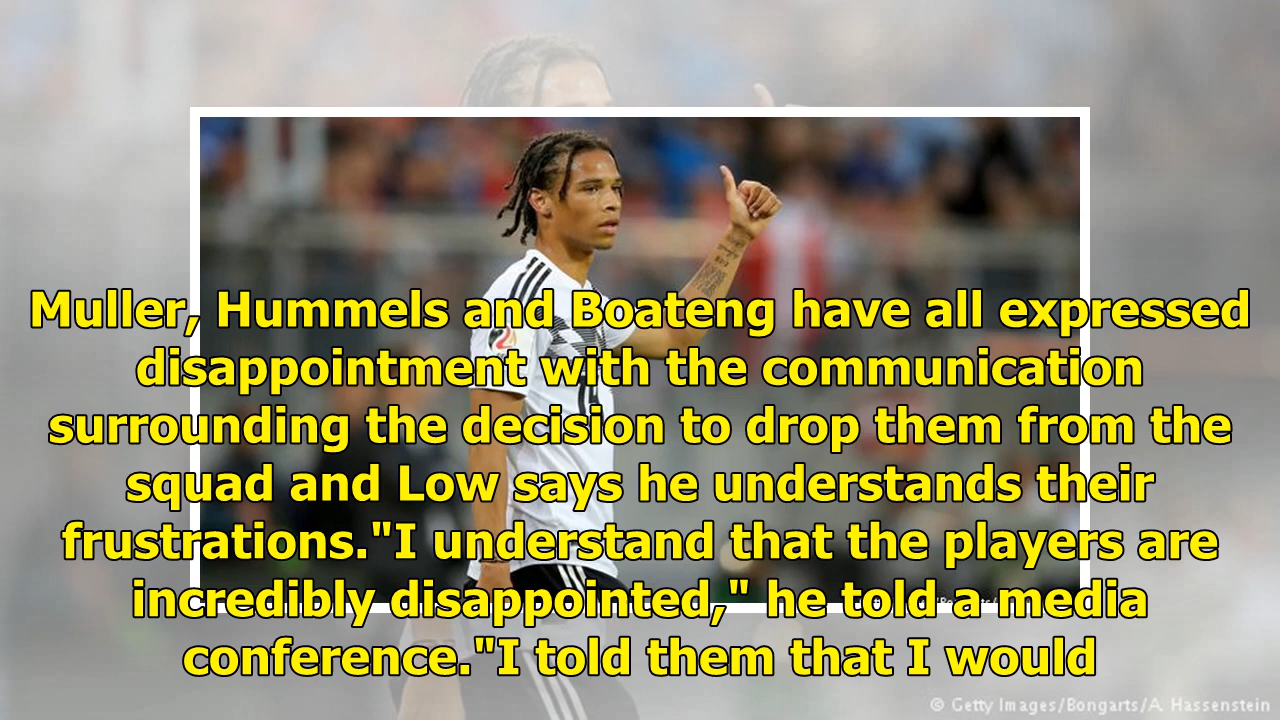 Muller, Hummels and Boateng have all expressed
disappointment with the communication
surrounding the decision to drop them from the
squad and Low says he understands their
frustrations."I understand that the players are
incredibly disappointed," he told a media
conference."I told them that I would
© Getty Images/Bongarts/A. Hassenstein